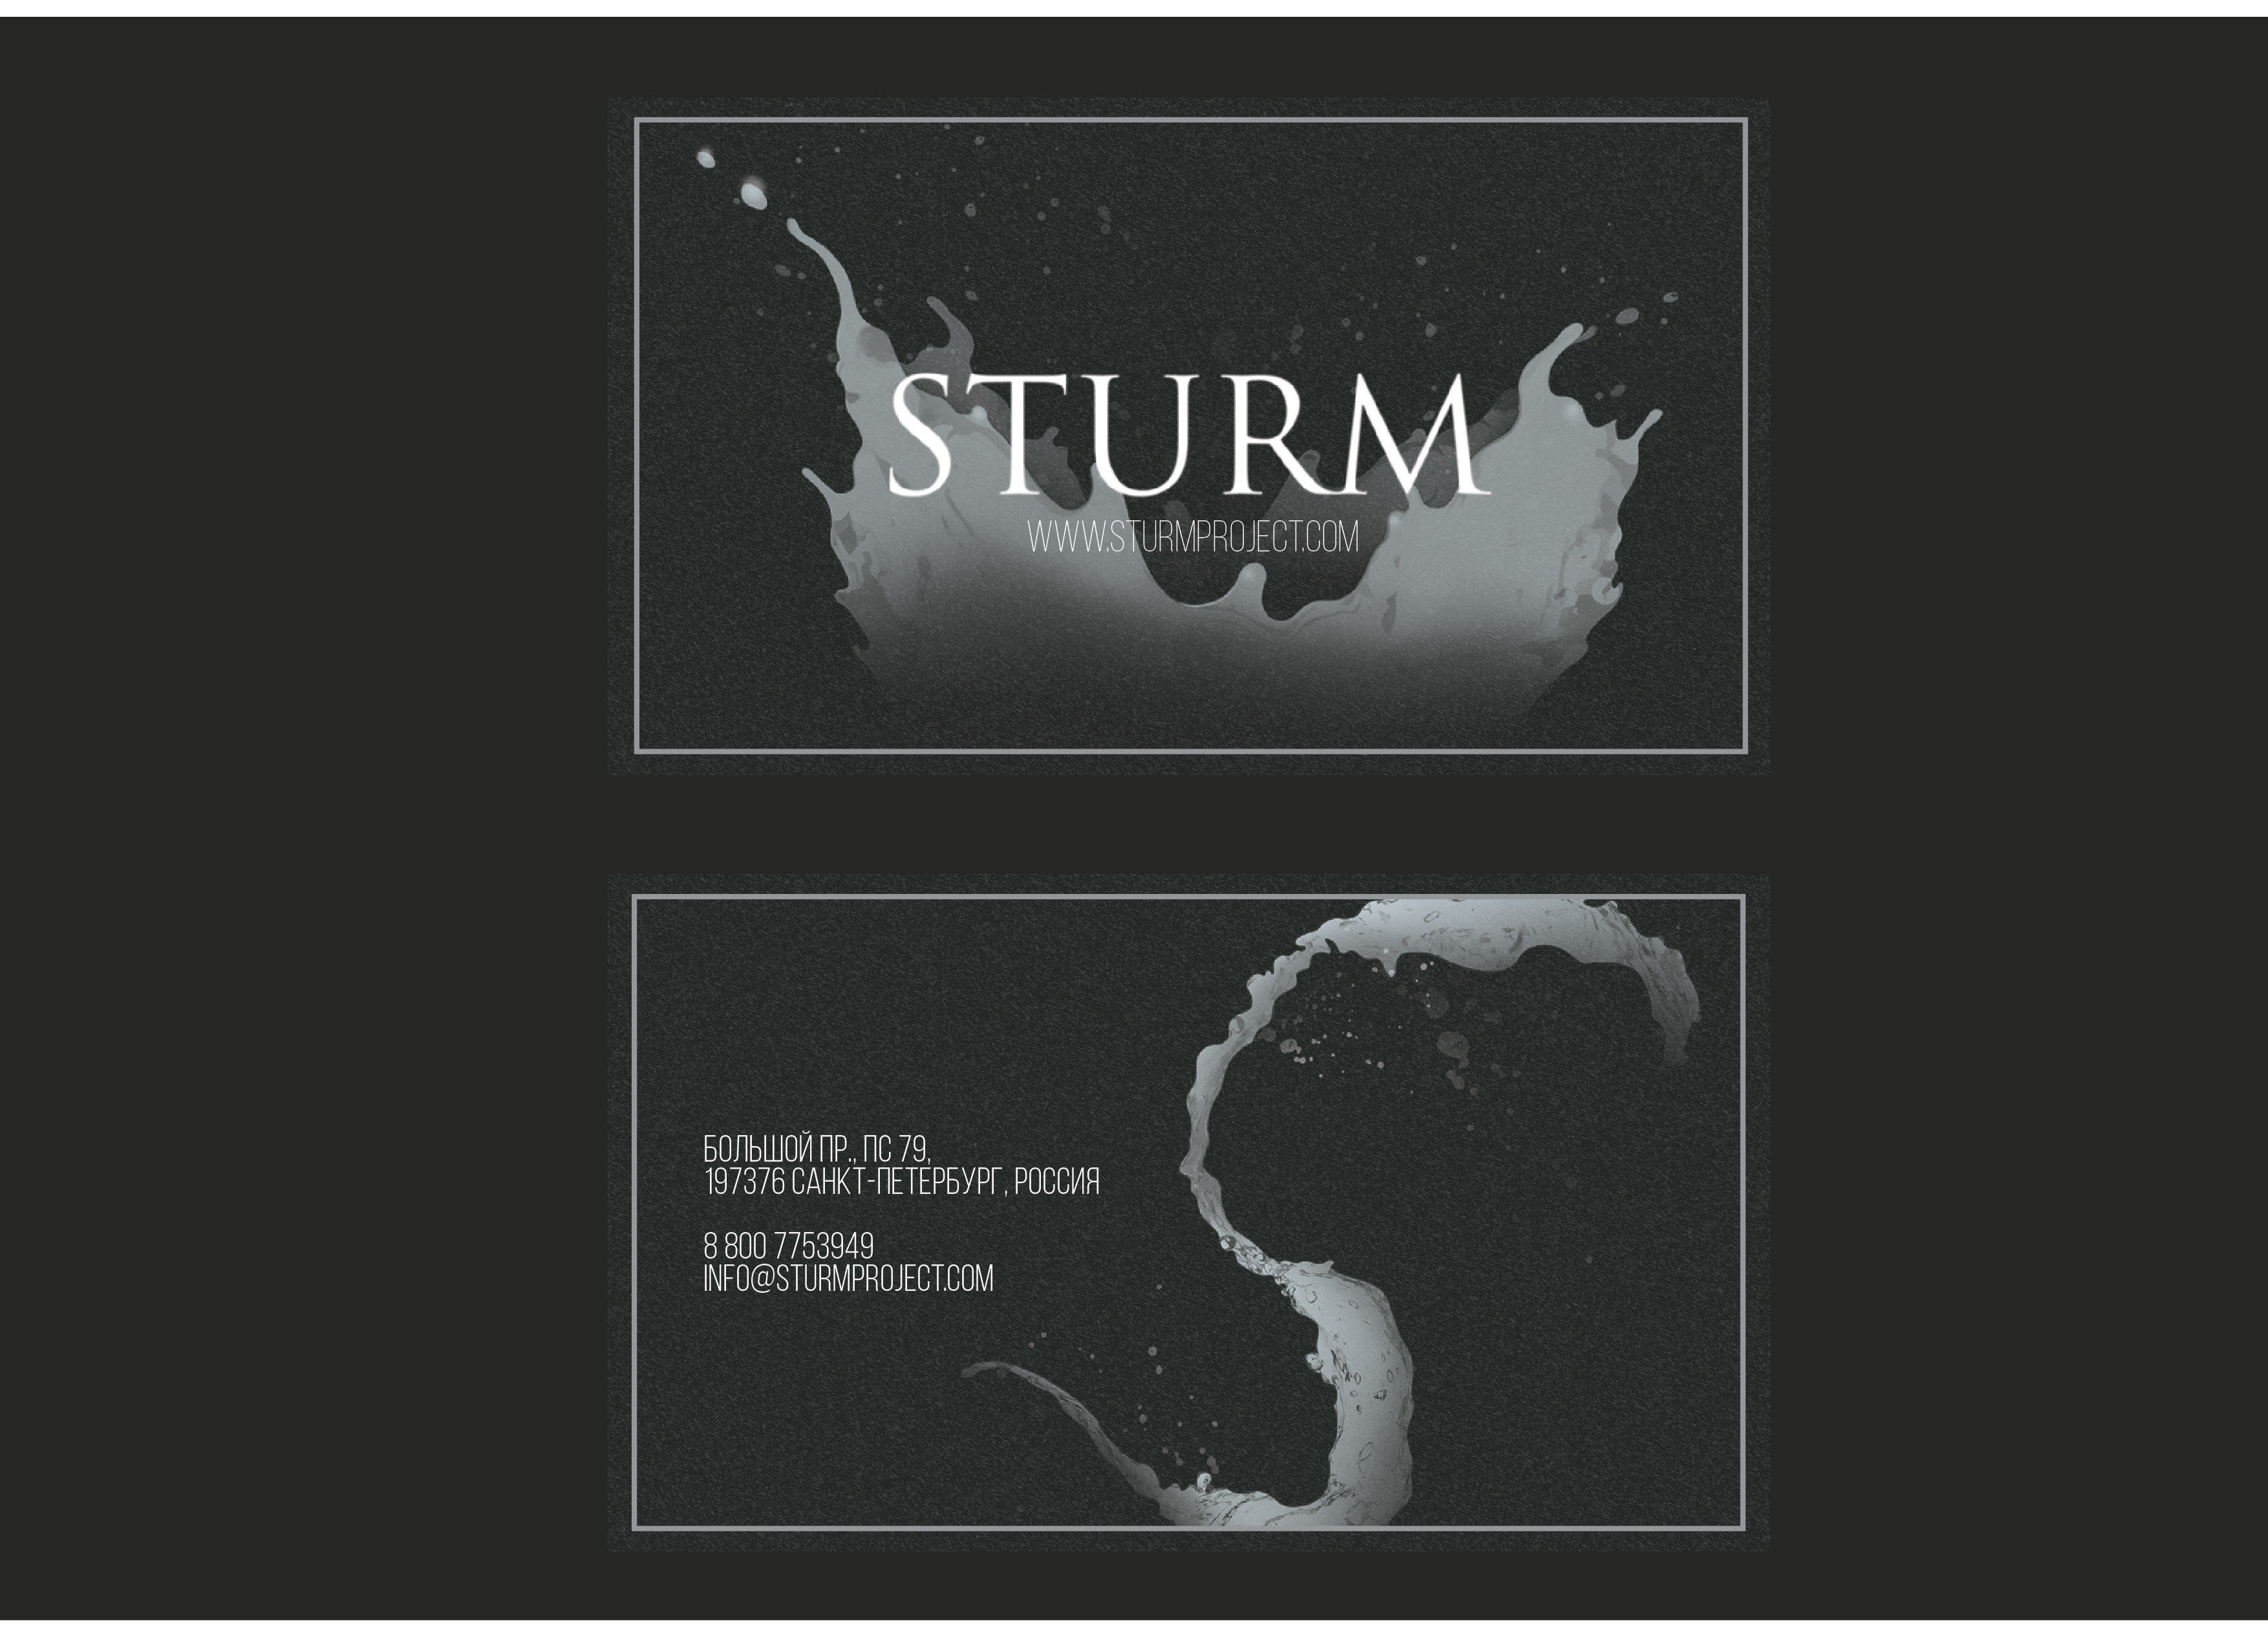 STURM
WWW.STURMPROJECT.COM
БОЛЬШОЙ ПР., ПС 79,
197376 САНКТ-ПЕТЕРБУРГ, РОССИЯ
8 800 7753949
INFO@STURMPROJECT.COM